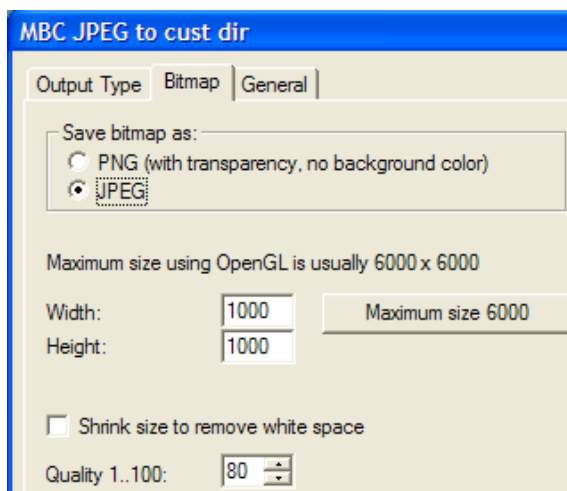 MBC JPEG to cust dir
Output Type Bitmap General
Save bitmap as:
PNG (with transparency, no background color)
JPEG
Maximum size using OpenGL is usually 6000 x 6000
Width: 1000 Maximum size 6000
Height: 1000
Shrink size to remove white space
Quality 1..100: 80